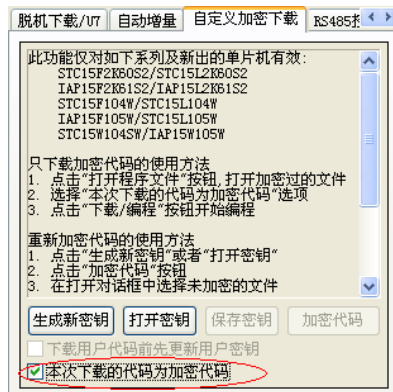 脱机下载/U7 自动增量 自定义加密下载 RS485控
此功能仅对如下系列及新出的单片机有效:
STC15F2K60S2/STC15L2K60S2
IAP15F2K61S2/IAP15L2K61S2
STC15F104W/STC15L104W
IAP15F105W/STC15L105W
STC15W104SW/IAP15W105W
只下载加密代码的使用方法
1. 点击"打开程序文件"按钮,打开加密过的文件
2. 选择"本次下载的代码为加密代码"选项
3. 点击"下载/编程"按钮开始编程
重新加密代码的使用方法
1. 点击"生成新密钥"或者"打开密钥"
2. 点击"加密代码"按钮
3. 在打开对话框中选择未加密的文件
生成新密钥 打开密钥 保存密钥 加密代码
下载用户代码前先更新用户密钥
本次下载的代码为加密代码